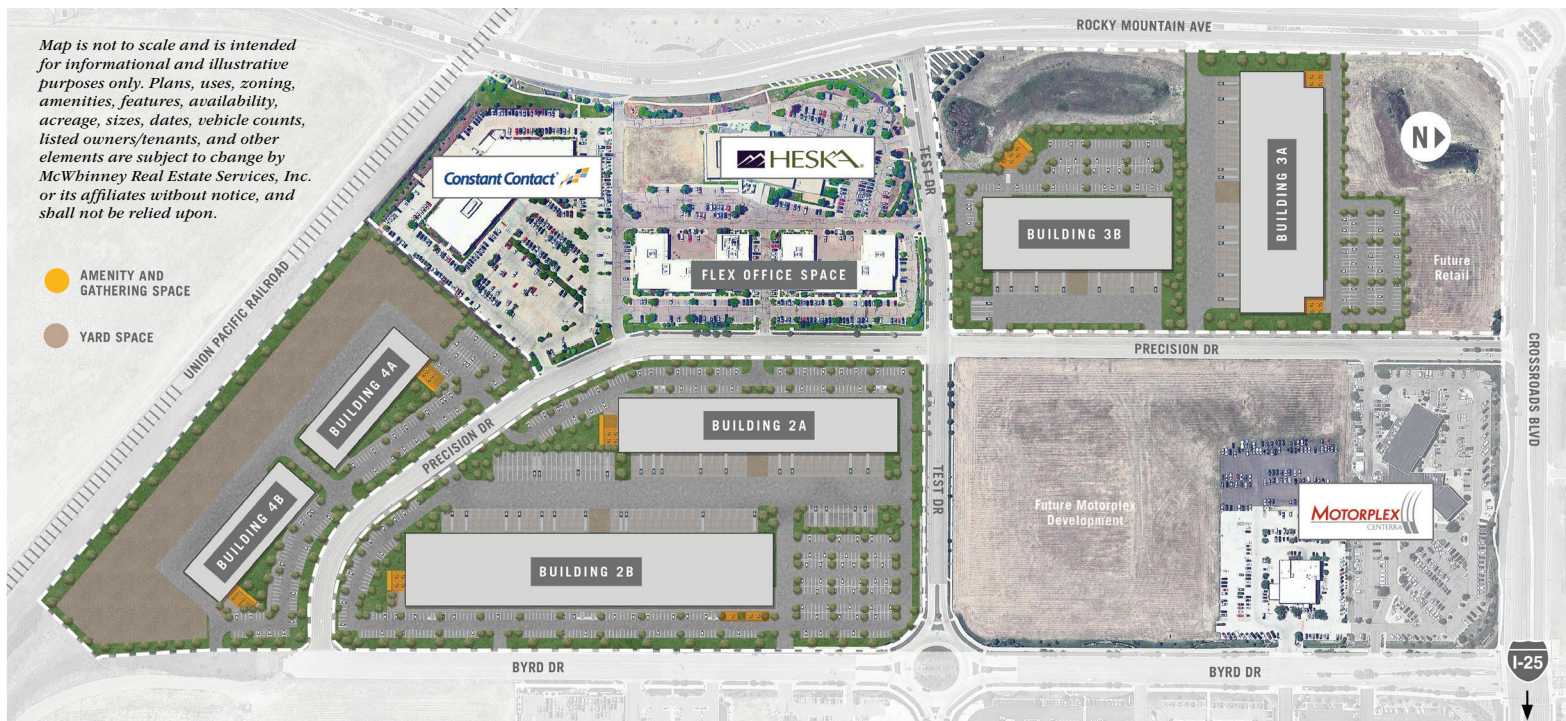 Map is not to scale and is intended
for informational and illustrative
purposes only. Plans, uses, zoning,
amenities, features, availability,
acreage, sizes, dates, vehicle counts,
listed owners/tenants, and other
elements are subject to change by
McWhinney Real Estate Services, Inc.
or its affiliates without notice, and
shall not be relied upon.
AMENITY AND
GATHERING SPACE
YARD SPACE
UNION PACIFIC RAILROAD
ROCKY MOUNTAIN AVE
Constant Contact®
HESKA®
FLEX OFFICE SPACE
TEST DR
BUILDING 3B
BUILDING 3A
N
Future
Retail
PRECISION DR
CROSSROADS BLVD
BUILDING 4A
BUILDING 4B
PRECISION DR
BUILDING 2A
BUILDING 2B
TEST DR
Future Motorplex
Development
MOTORPLEX
CENTERRA
BYRD DR
BYRD DR
I-25